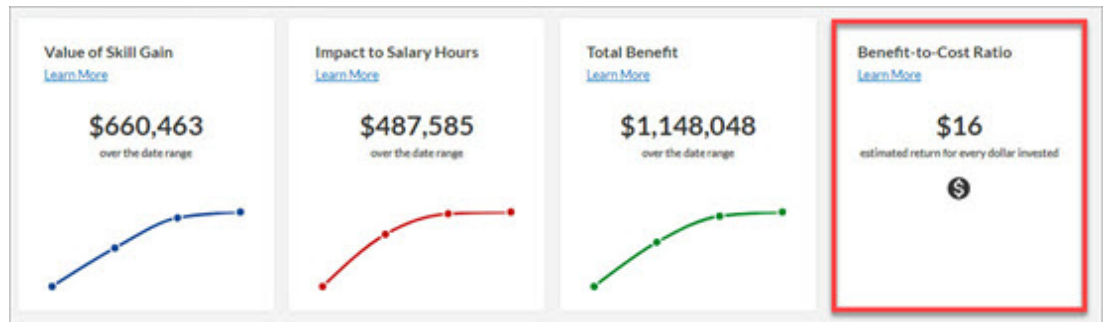 Value of Skill Gain
Learn More
$660,463
over the date range
Impact to Salary Hours
Learn More
$487,585
over the date range
Total Benefit
Learn More
$1,148,048
over the date range
Benefit-to-Cost Ratio
Learn More
$16
estimated return for every dollar invested
$